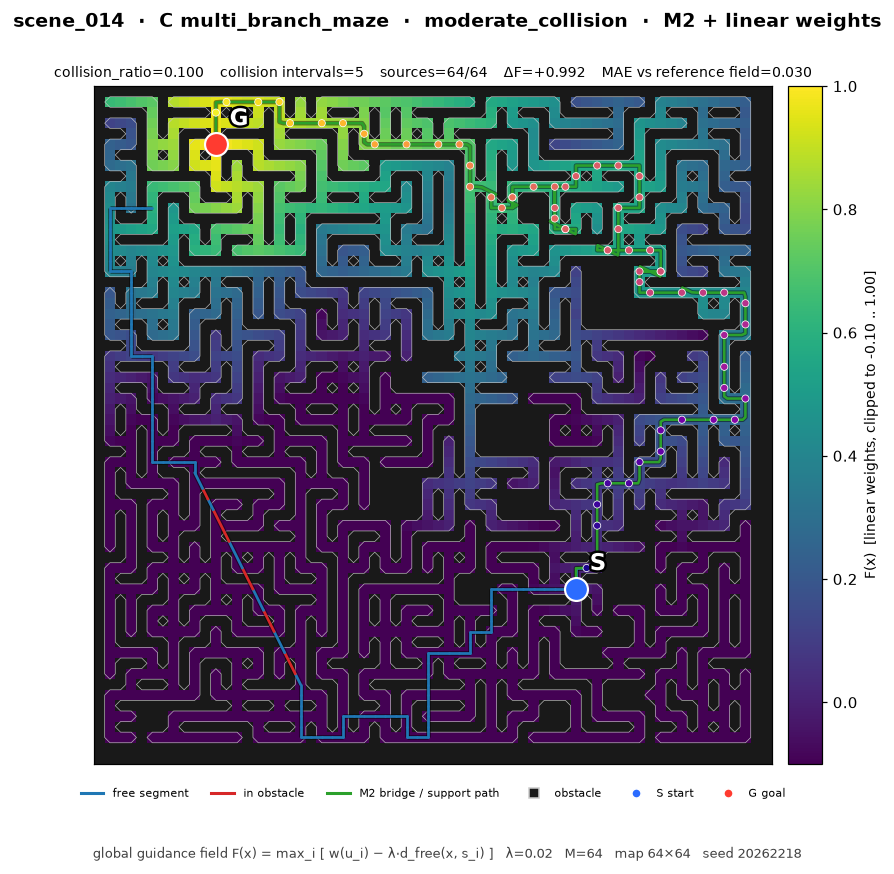 scene_014 · C multi_branch_maze · moderate_collision · M2 + linear weights
collision_ratio=0.100 collision intervals=5 sources=64/64 ΔF=+0.992 MAE vs reference field=0.030
G
S
1.0
0.8
0.6
0.4
0.2
0.0
F(x) [linear weights, clipped to -0.10 .. 1.00]
free segment in obstacle M2 bridge / support path obstacle S start G goal
global guidance field F(x) = max_i [ w(u_i) − λ·d_free(x, s_i) ] λ=0.02 M=64 map 64×64 seed 20262218